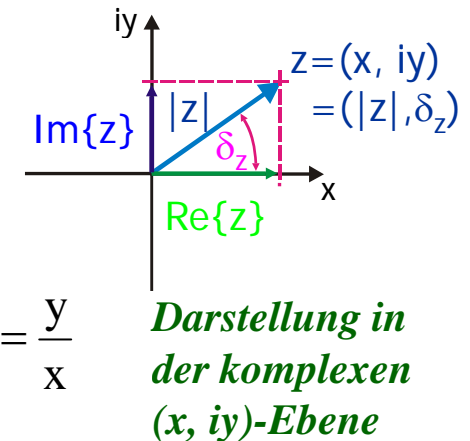 iy
z=(x, iy)
=(|z|,δz)
|z|
Im{z}
δz
x
Re{z}
= y/x
Darstellung in
der komplexen
(x, iy)-Ebene